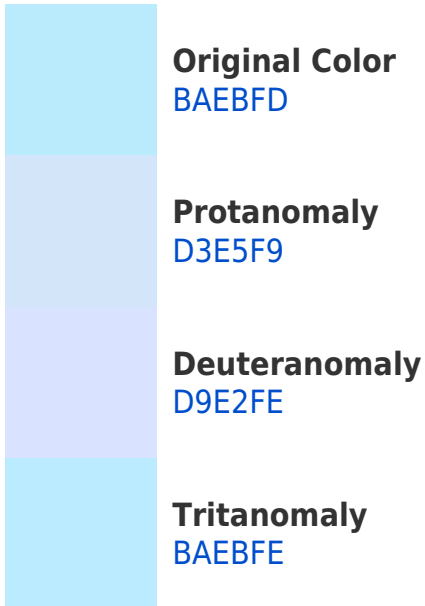 Original Color
BAEBFD
Protanomaly
D3E5F9
Deuteranomaly
D9E2FE
Tritanomaly
BAEBFE